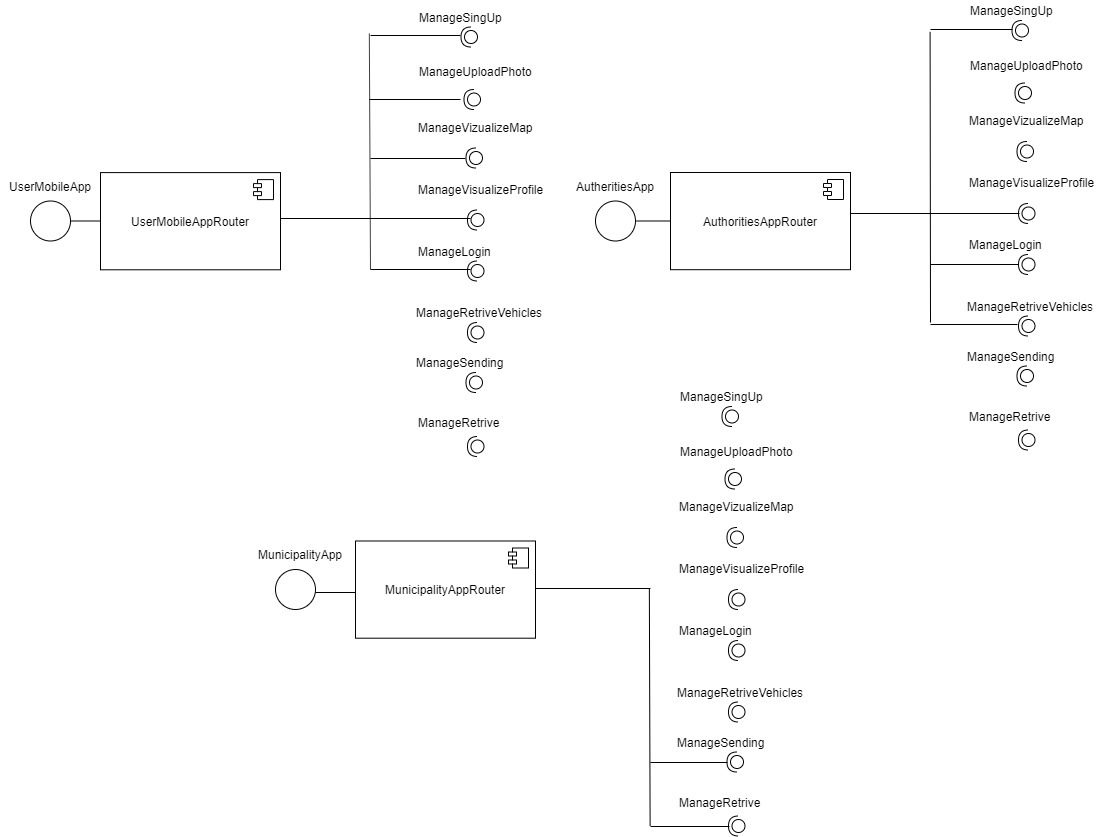 ManageSingUp
ManageUploadPhoto
ManageVizualizeMap
ManageVisualizeProfile
ManageLogin
ManageRetriveVehicles
ManageSending
ManageRetrive
UserMobileApp
UserMobileAppRouter
ManageSingUp
ManageUploadPhoto
ManageVizualizeMap
ManageVisualizeProfile
ManageLogin
ManageRetriveVehicles
ManageSending
ManageRetrive
AutheritiesApp
AuthoritiesAppRouter
ManageSingUp
ManageUploadPhoto
ManageVizualizeMap
ManageVisualizeProfile
ManageLogin
ManageRetriveVehicles
ManageSending
ManageRetrive
MunicipalityApp
MunicipalityAppRouter